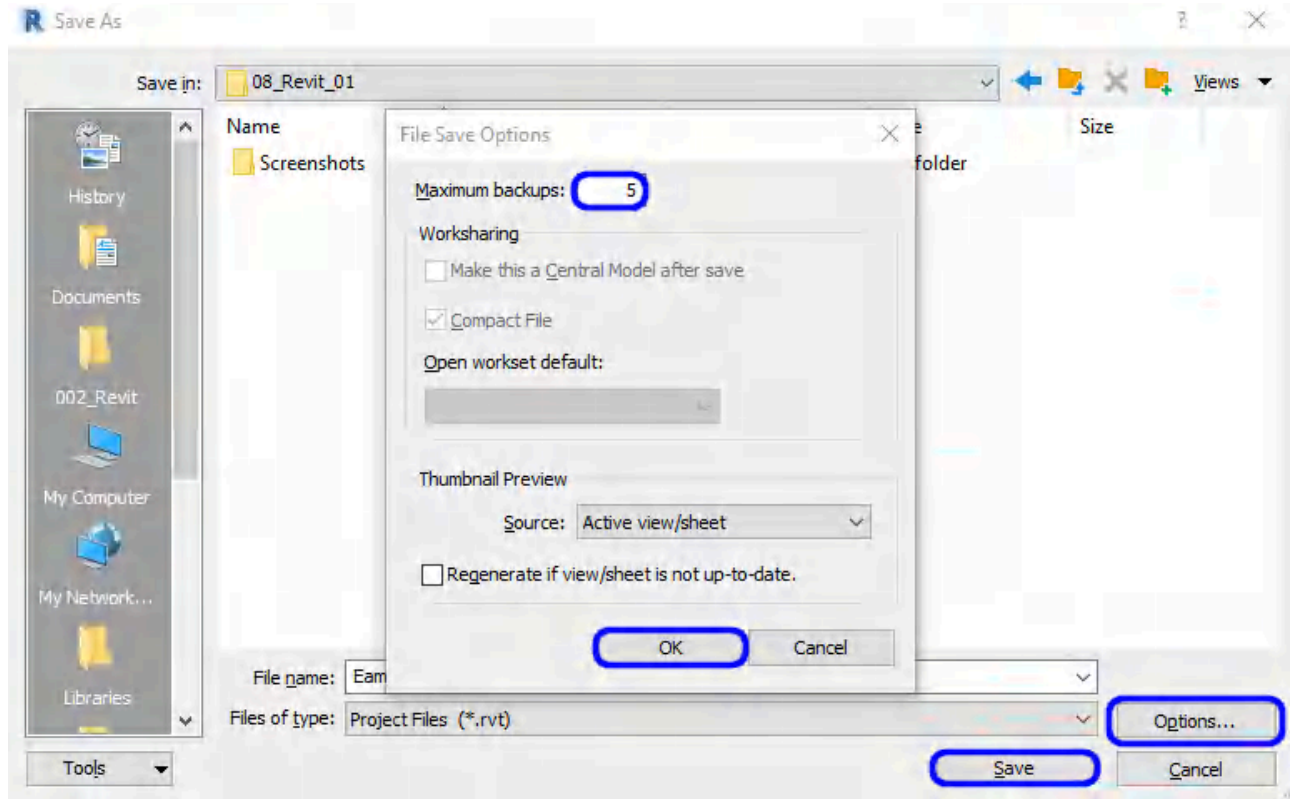 Save As
Save in: 08_Revit_01 Views
Name Size
Screenshots folder
History
Documents
002_Revit
My Computer
My Network...
Libraries
File Save Options
Maximum backups: 5
Worksharing
Make this a Central Model after save
Compact File
Open workset default:
Thumbnail Preview
Source: Active view/sheet
Regenerate if view/sheet is not up-to-date.
OK Cancel
File name: Eam
Files of type: Project Files (*.rvt) Options...
Tools Save Cancel